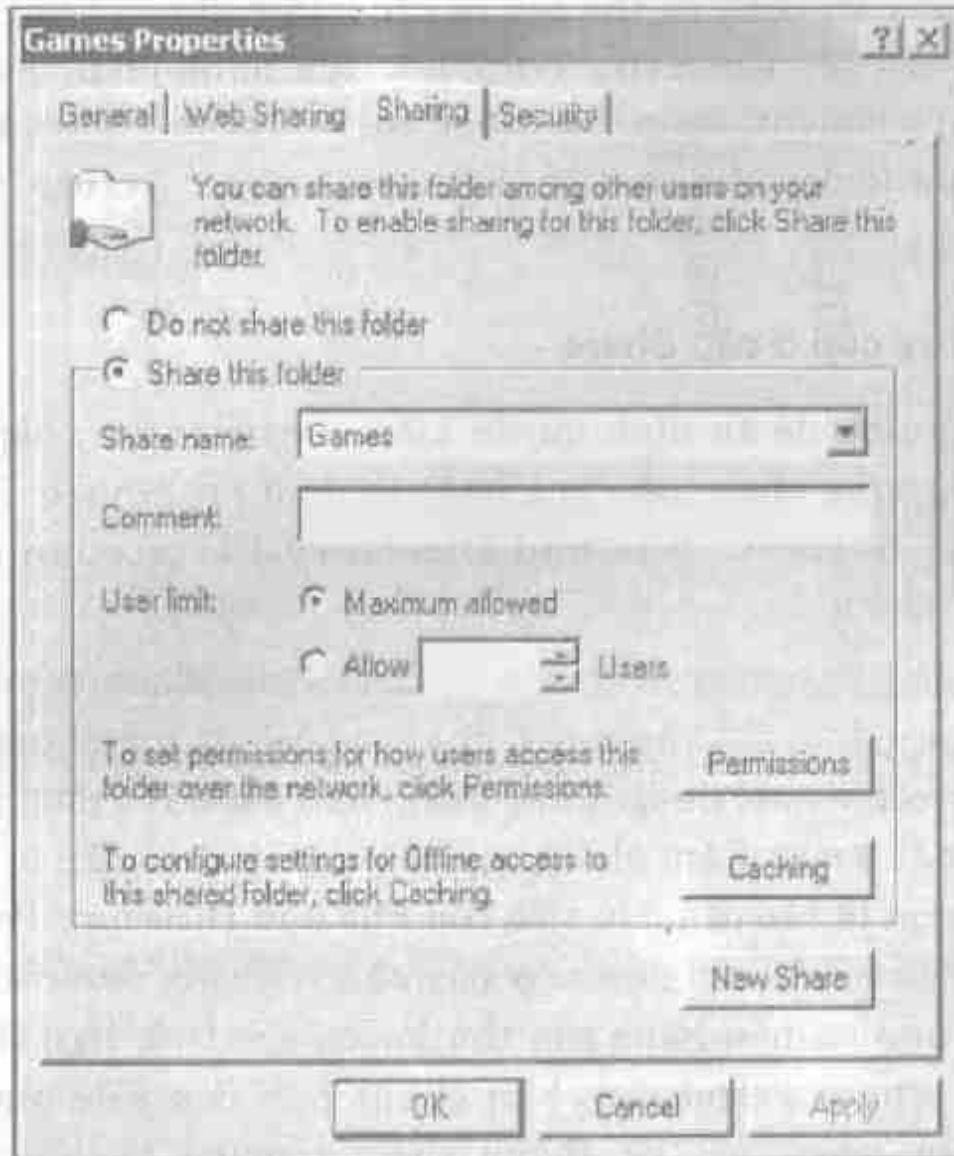 Games Properties
? X
General Web Sharing Sharing Security
You can share this folder among other users on your
network. To enable sharing for this folder, click Share this
folder.
Do not share this folder
Share this folder
Share name: Games
Comment:
User limit: Maximum allowed
Allow Users
To set permissions for how users access this
folder over the network, click Permissions.
Permissions
To configure settings for Offline access to
this shared folder, click Caching.
Caching
New Share
OK Cancel Apply